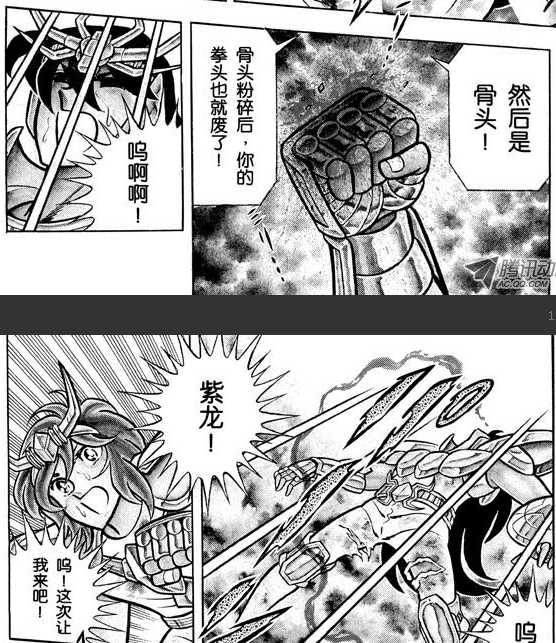 然后是
骨头！
骨头粉碎后，你的
拳头也就废了！
呜啊啊！
腾讯动
AC.QQ.COM
1
紫龙！
呜！这次让
我来吧！
呜